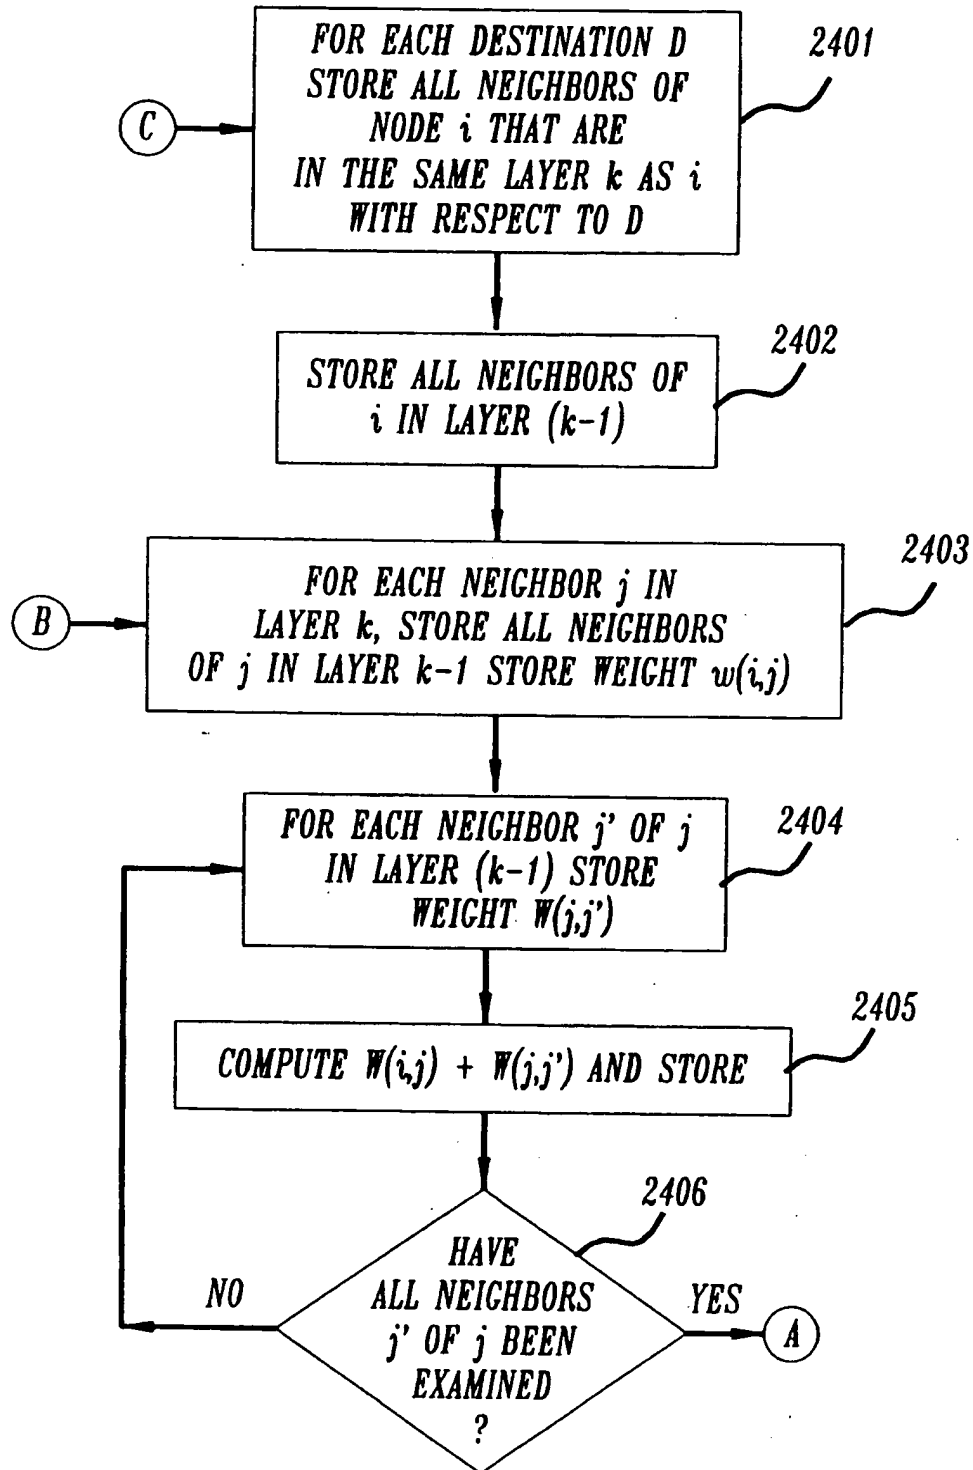 FOR EACH DESTINATION D
STORE ALL NEIGHBORS OF
NODE i THAT ARE
IN THE SAME LAYER k AS i
WITH RESPECT TO D
2401
C
STORE ALL NEIGHBORS OF
i IN LAYER (k-1)
2402
FOR EACH NEIGHBOR j IN
LAYER k, STORE ALL NEIGHBORS
OF j IN LAYER k-1 STORE WEIGHT w(i,j)
2403
B
FOR EACH NEIGHBOR j' OF j
IN LAYER (k-1) STORE
WEIGHT W(j,j')
2404
COMPUTE W(i,j) + W(j,j') AND STORE
2405
HAVE
ALL NEIGHBORS
j' OF j BEEN
EXAMINED
?
2406
NO
YES
A